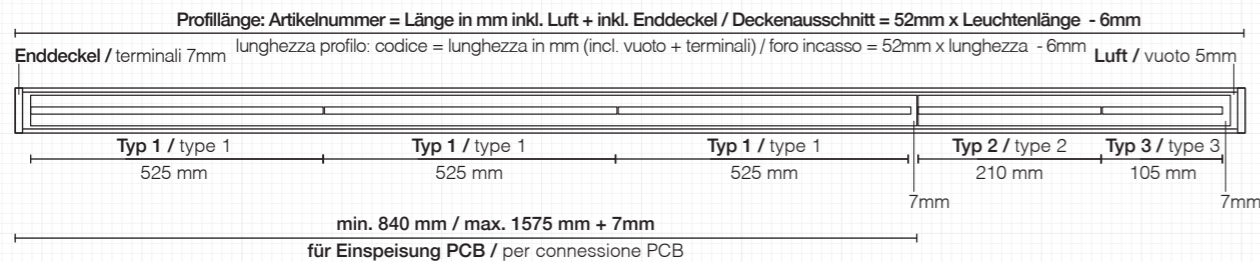 Profillänge: Artikelnummer = Länge in mm inkl. Luft + inkl. Enddeckel / Deckenausschnitt = 52mm x Leuchtenlänge - 6mm
lunghezza profilo: codice = lunghezza in mm (incl. vuoto + terminali) / foro incasso = 52mm x lunghezza - 6mm
Enddeckel / terminali 7mm
Luft / vuoto 5mm
Typ 1 / type 1
Typ 1 / type 1
Typ 1 / type 1
Typ 2 / type 2
Typ 3 / type 3
525 mm
525 mm
525 mm
210 mm
105 mm
7mm
7mm
min. 840 mm / max. 1575 mm + 7mm
für Einspeisung PCB / per connessione PCB